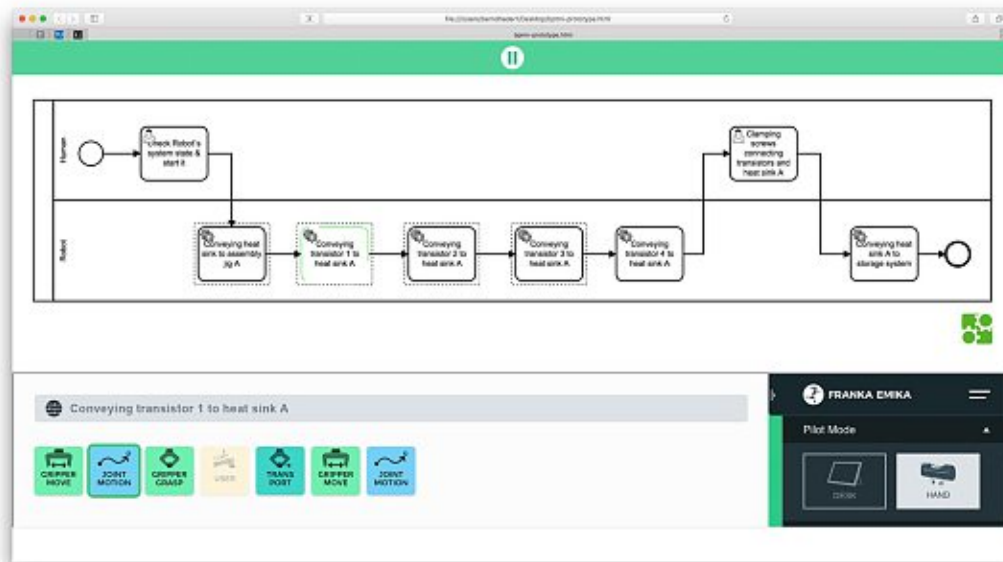 bpmn-prototype.html
Human
Check Robot's
system state &
start it
Clamping
screws
connecting
transistors and
heat sink A
Robot
Conveying heat
sink to assembly
jig A
Conveying
transistor 1 to
heat sink A
Conveying
transistor 2 to
heat sink A
Conveying
transistor 3 to
heat sink A
Conveying
transistor 4 to
heat sink A
Conveying heat
sink A to
storage system
Conveying transistor 1 to heat sink A
GRIPPER
MOVE
JOINT
MOTION
GRIPPER
GRASP
USER
TRANS
PORT
GRIPPER
MOVE
JOINT
MOTION
FRANKA EMIKA
Pilot Mode
DESK
HAND